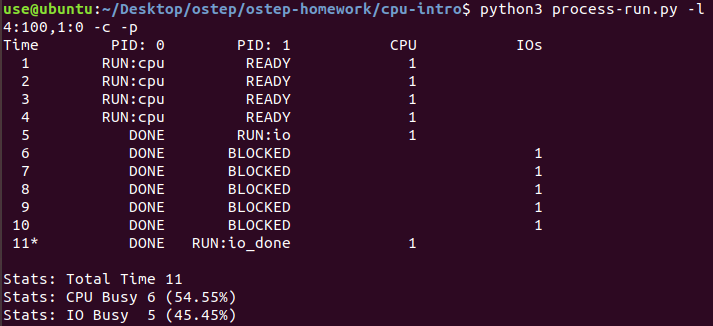 use@ubuntu:~/Desktop/ostep/ostep-homework/cpu-intro$ python3 process-run.py -l
4:100,1:0 -c -p
Time PID: 0 PID: 1 CPU IOs
1 RUN:cpu READY 1
2 RUN:cpu READY 1
3 RUN:cpu READY 1
4 RUN:cpu READY 1
5 DONE RUN:io 1
6 DONE BLOCKED 1
7 DONE BLOCKED 1
8 DONE BLOCKED 1
9 DONE BLOCKED 1
10 DONE BLOCKED 1
11* DONE RUN:io_done 1
Stats: Total Time 11
Stats: CPU Busy 6 (54.55%)
Stats: IO Busy 5 (45.45%)